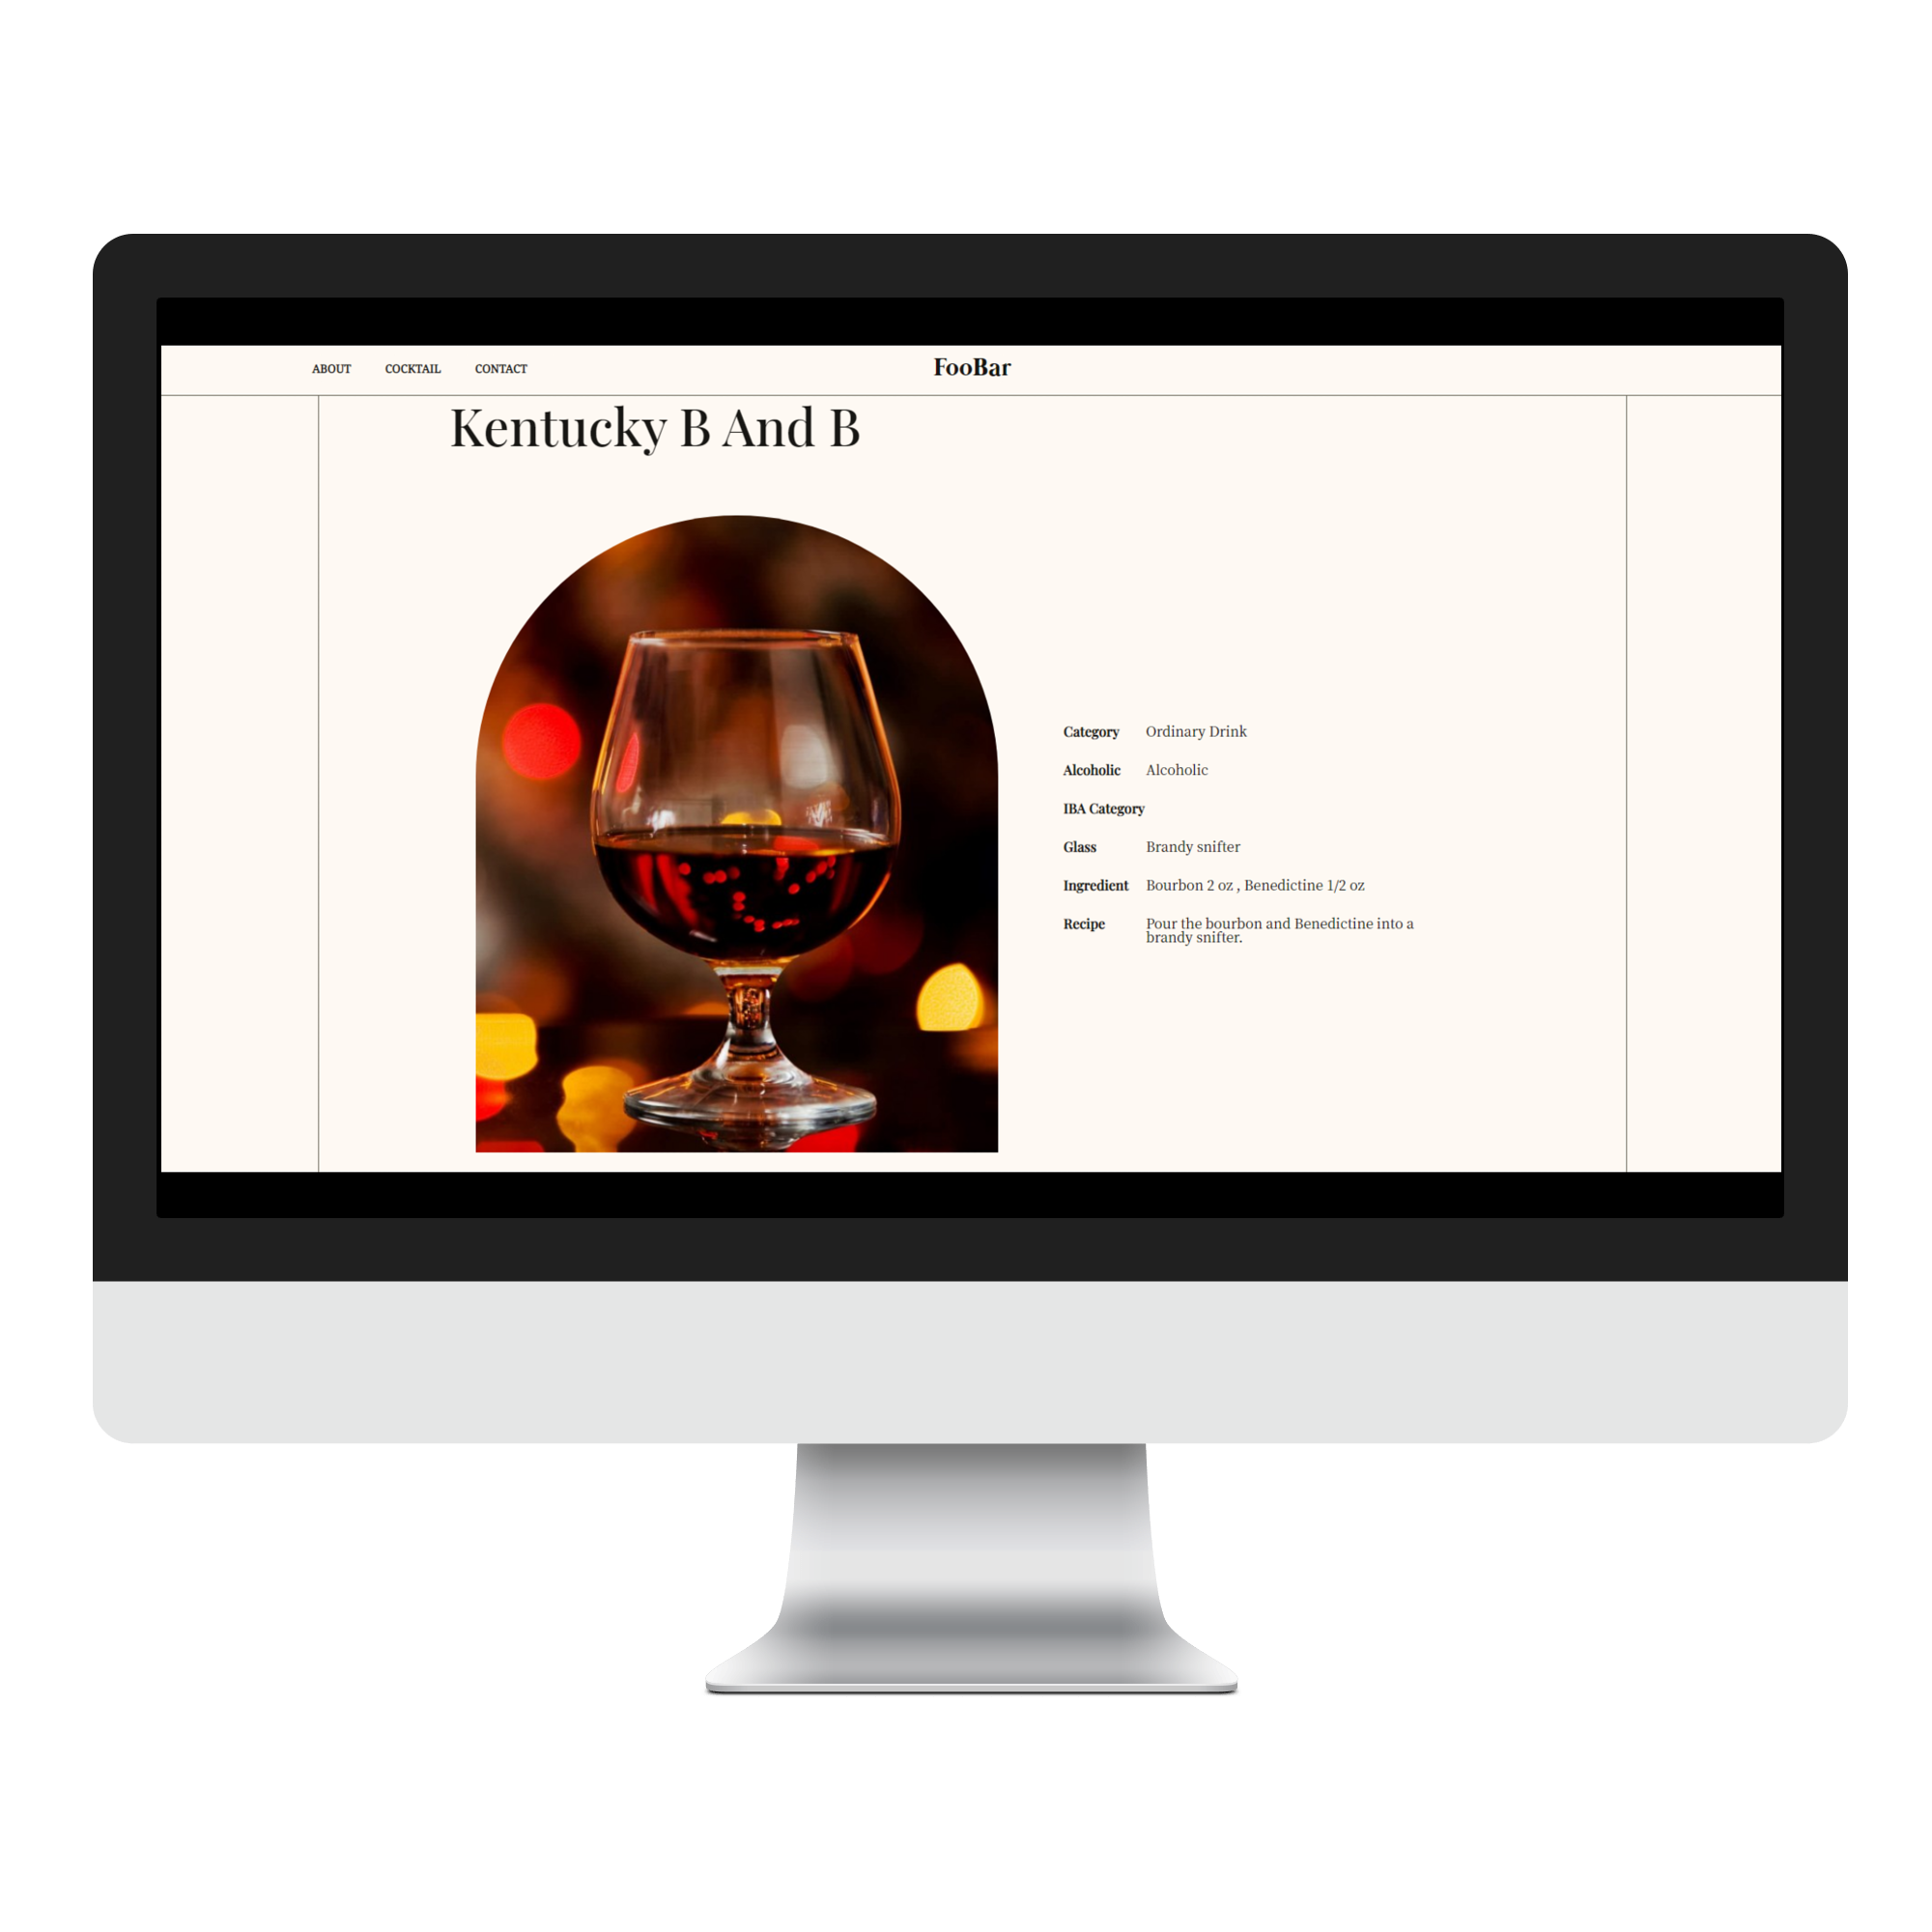 ABOUT COCKTAIL CONTACT FooBar
Kentucky B And B
Category Ordinary Drink
Alcoholic Alcoholic
IBA Category
Glass Brandy snifter
Ingredient Bourbon 2 oz , Benedictine 1/2 oz
Recipe Pour the bourbon and Benedictine into a
brandy snifter.